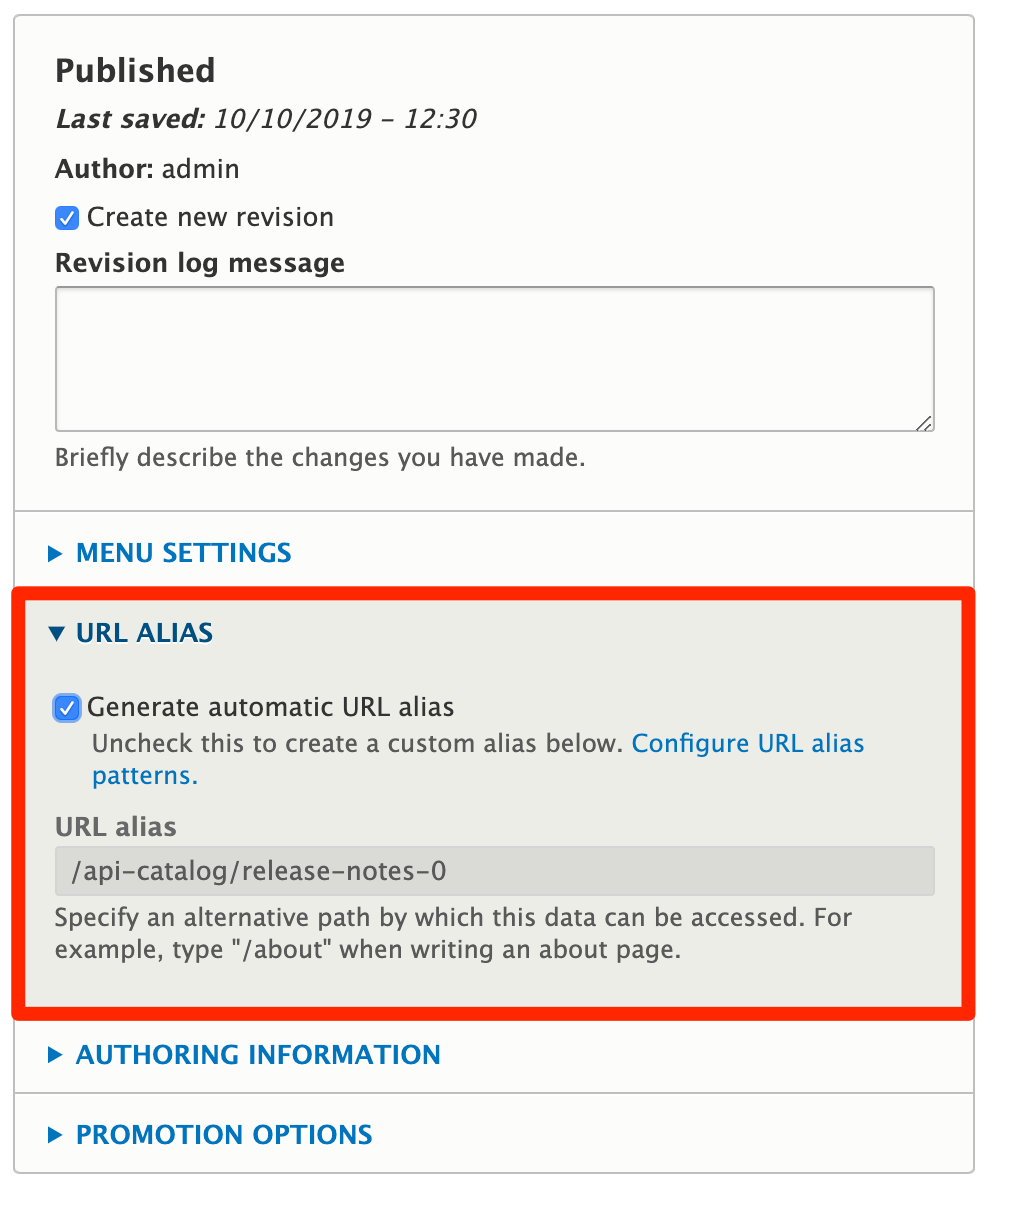 Published
Last saved: 10/10/2019 – 12:30
Author: admin
Create new revision
Revision log message
Briefly describe the changes you have made.
MENU SETTINGS
URL ALIAS
Generate automatic URL alias
Uncheck this to create a custom alias below. Configure URL alias
patterns.
URL alias
/api-catalog/release-notes-0
Specify an alternative path by which this data can be accessed. For
example, type "/about" when writing an about page.
AUTHORING INFORMATION
PROMOTION OPTIONS